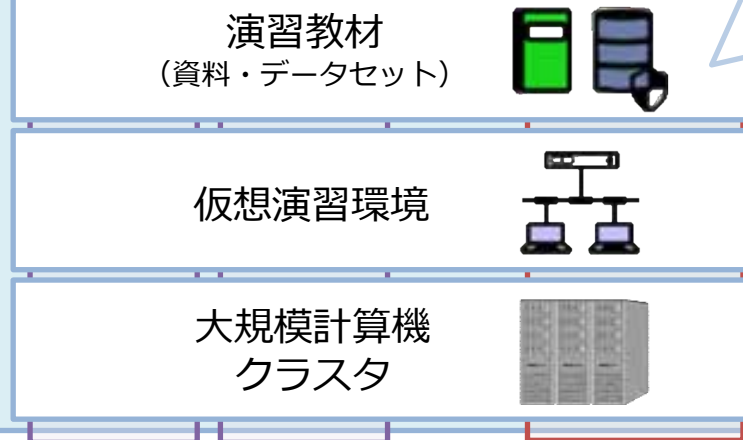 演習教材
（資料・データセット）
仮想演習環境
大規模計算機
クラスタ